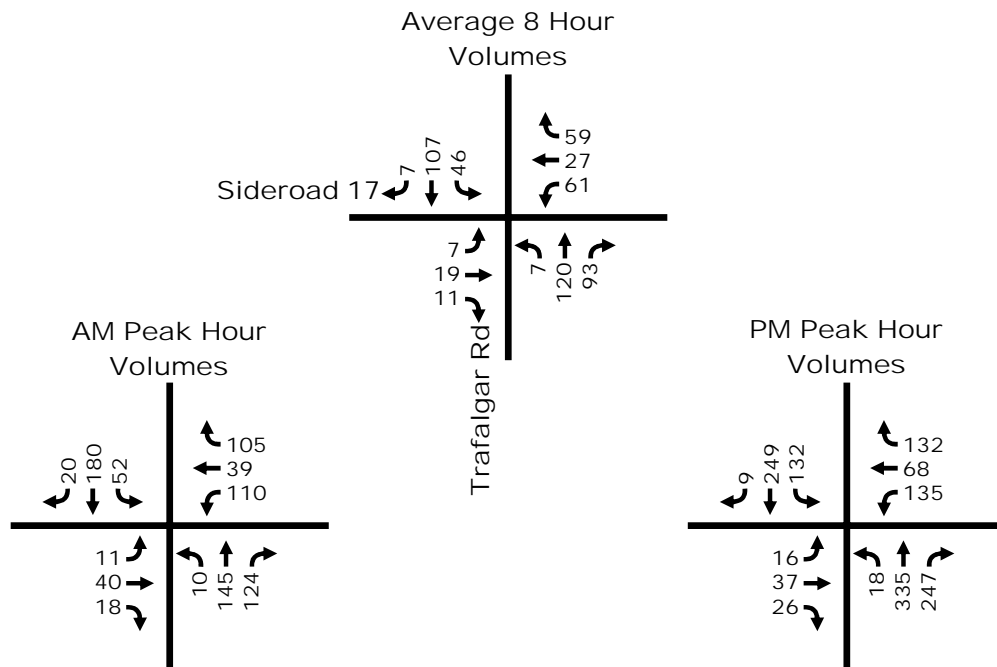 Average 8 Hour
Volumes
7 107 46
59
27
61
Sideroad 17
7
19
11
7 120 93
Trafalgar Rd
AM Peak Hour
Volumes
20 180 52
105
39
110
11
40
18
10 145 124
PM Peak Hour
Volumes
9 249 132
132
68
135
16
37
26
18 335 247